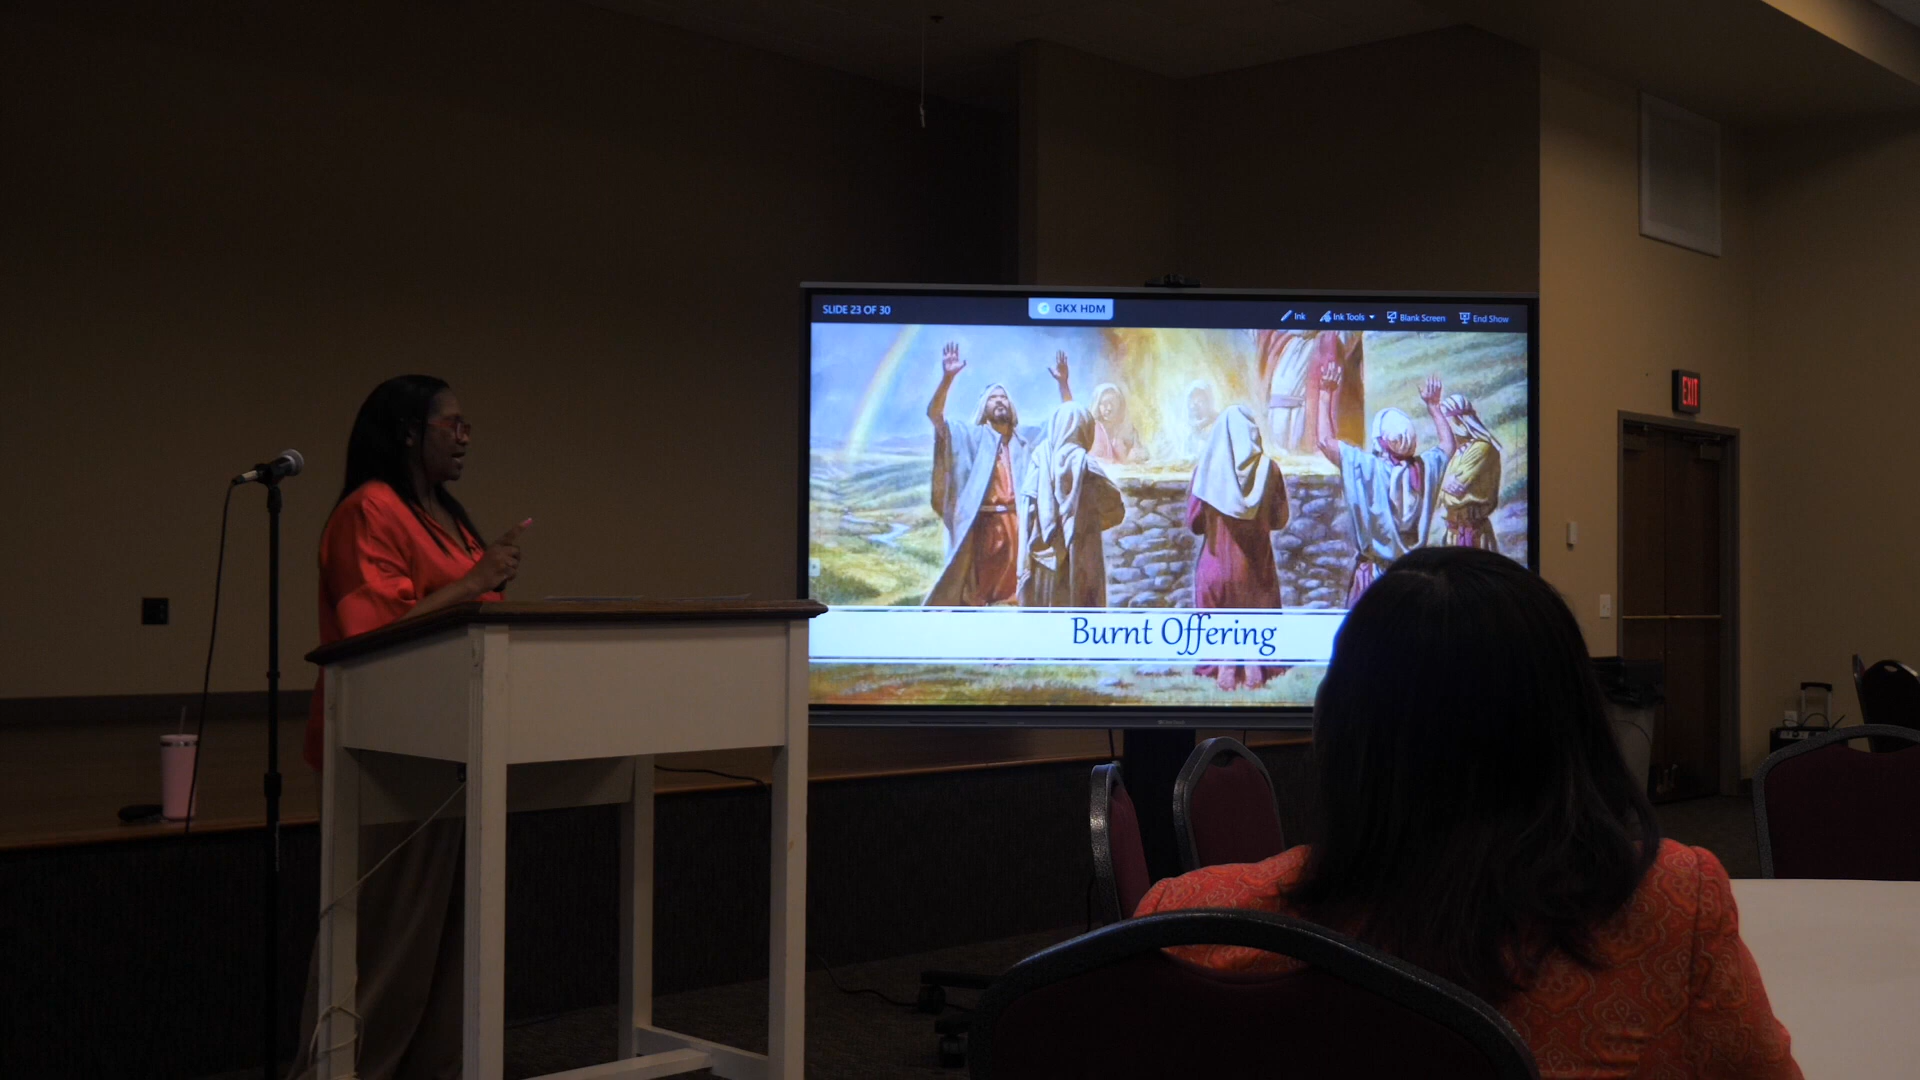 SLIDE 23 OF 30
GKX HDM
Ink
Ink Tools
Blank Screen
End Show
EXIT
Burnt Offering